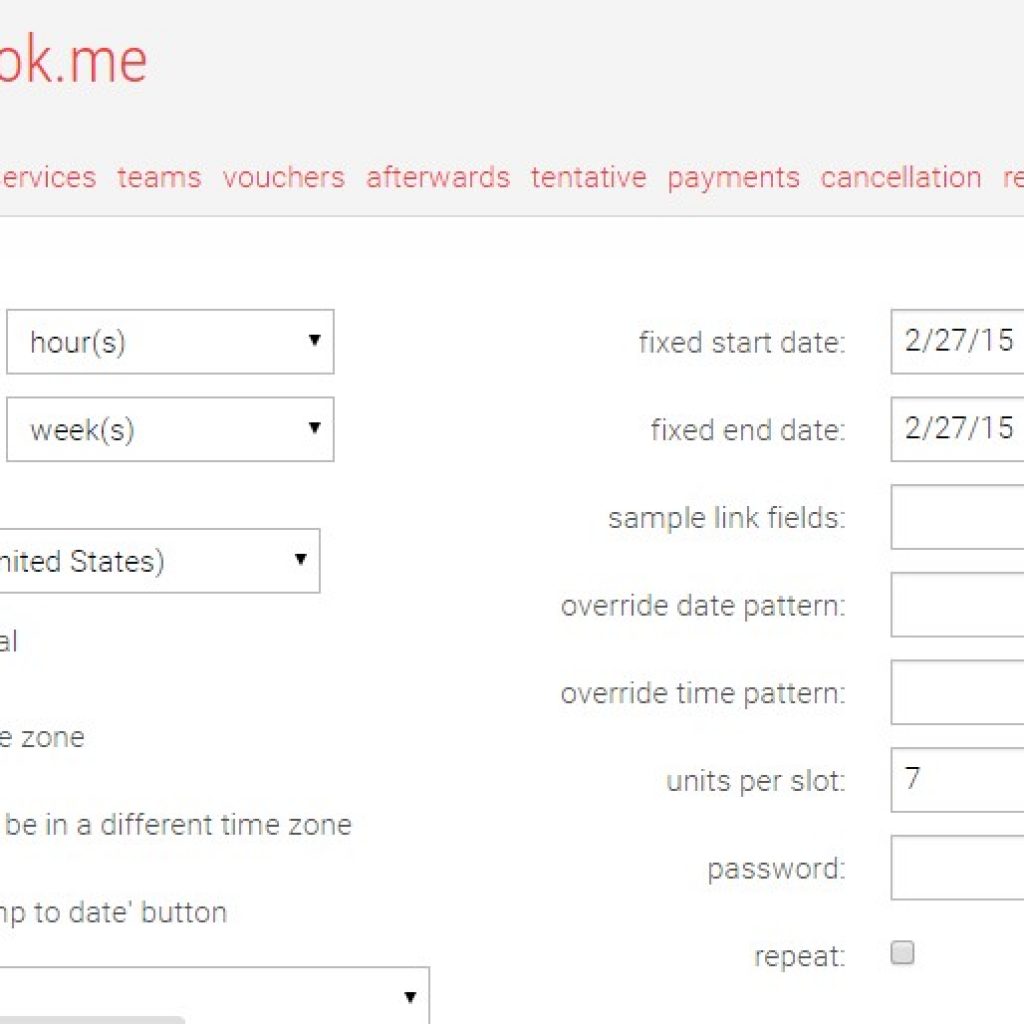 ok.me
ervices teams vouchers afterwards tentative payments cancellation re
hour(s) fixed start date: 2/27/15
week(s) fixed end date: 2/27/15
sample link fields:
nited States)
override date pattern:
al
override time pattern:
e zone
units per slot: 7
be in a different time zone
password:
mp to date' button
repeat: